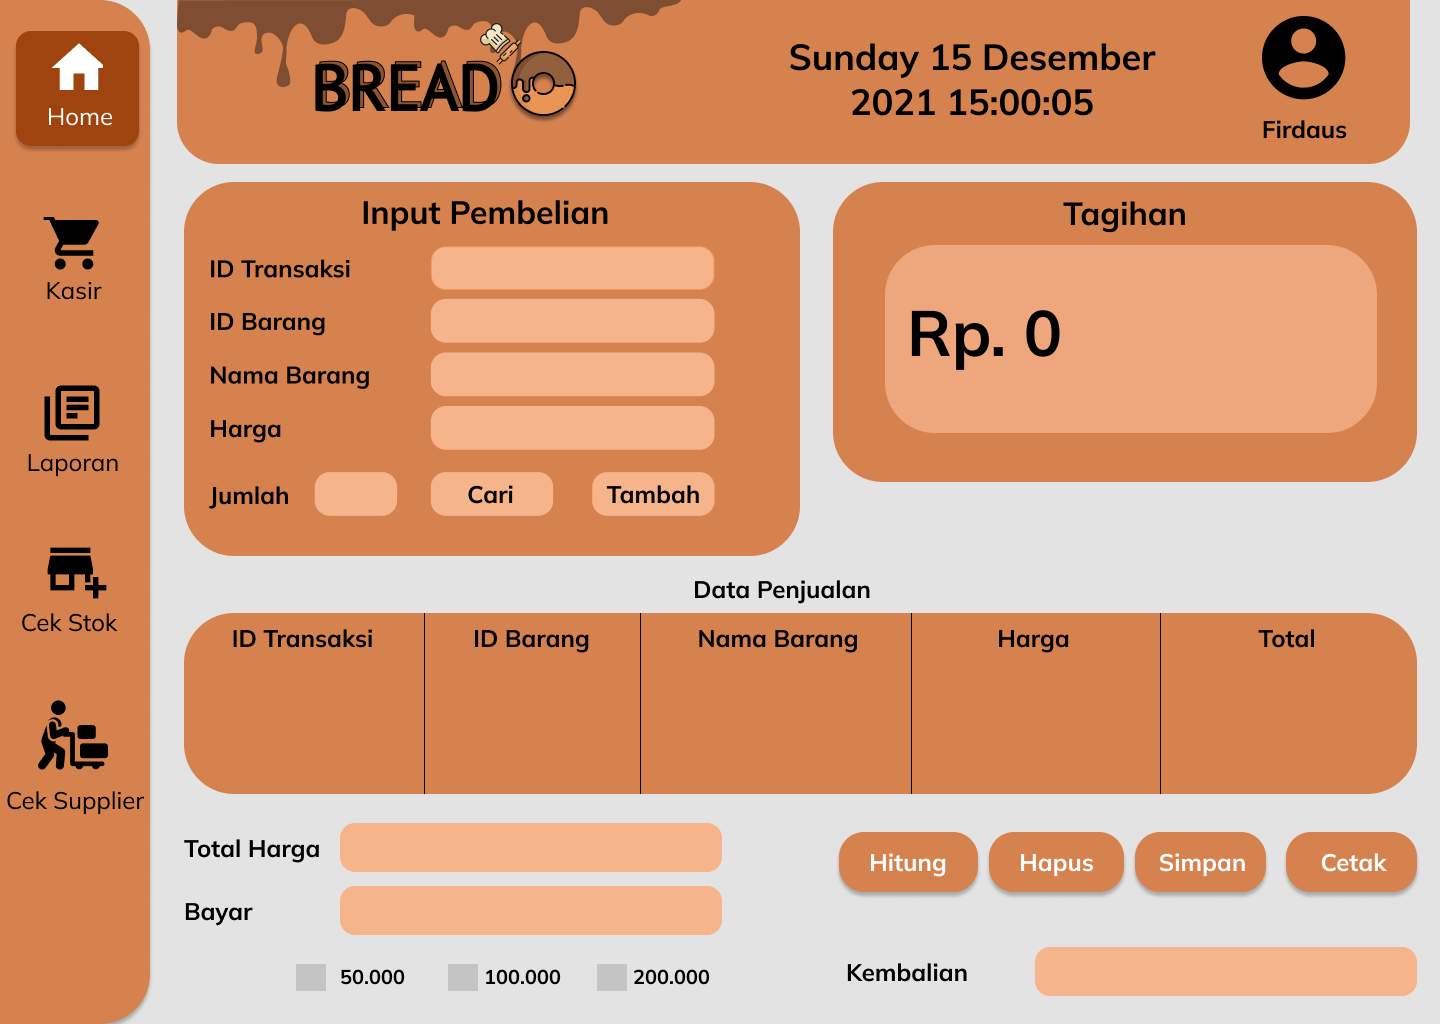 Home
Kasir
Laporan
Cek Stok
Cek Supplier
BREAD
Sunday 15 Desember
2021 15:00:05
Firdaus
Input Pembelian
ID Transaksi
ID Barang
Nama Barang
Harga
Jumlah Cari Tambah
Tagihan
Rp. 0
Data Penjualan
ID Transaksi ID Barang Nama Barang Harga Total
Total Harga
Bayar
50.000 100.000 200.000
Hitung Hapus Simpan Cetak
Kembalian